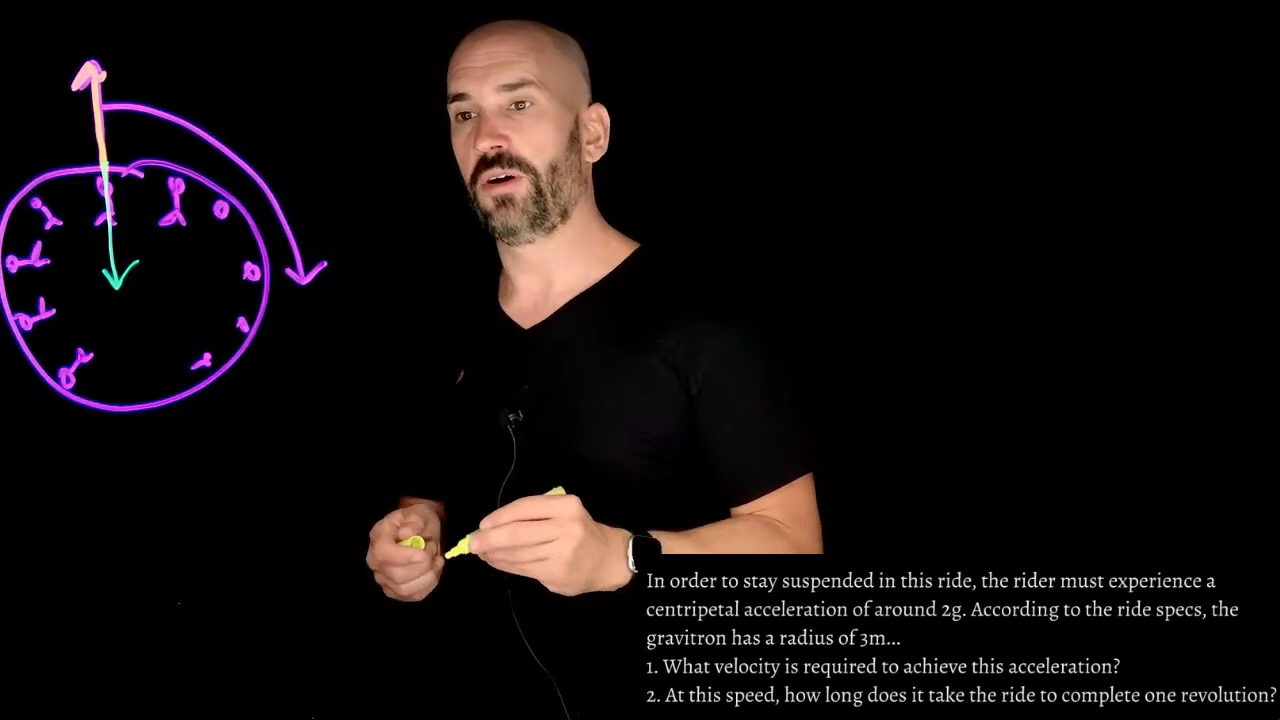 In order to stay suspended in this ride, the rider must experience a
centripetal acceleration of around 2g. According to the ride specs, the
gravitron has a radius of 3m...
1. What velocity is required to achieve this acceleration?
2. At this speed, how long does it take the ride to complete one revolution?